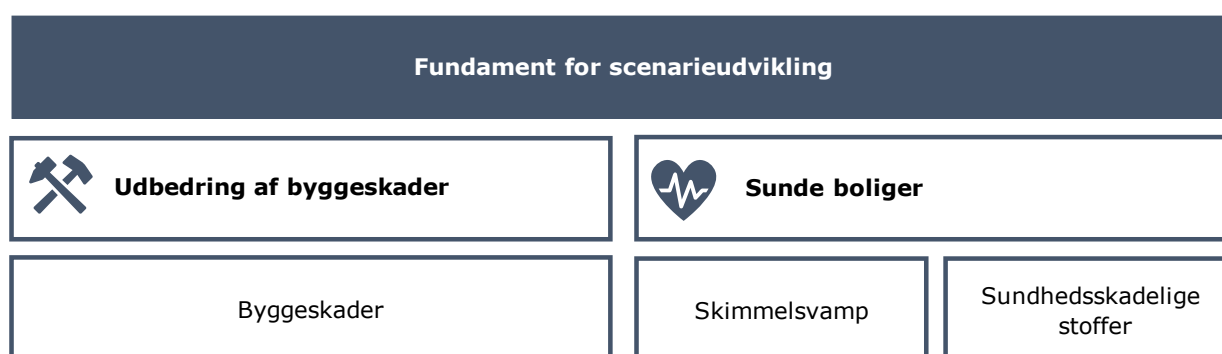 Fundament for scenarieudvikling
Udbedring af byggeskader
Sunde boliger
Byggeskader
Skimmelsvamp
Sundhedsskadelige
stoffer